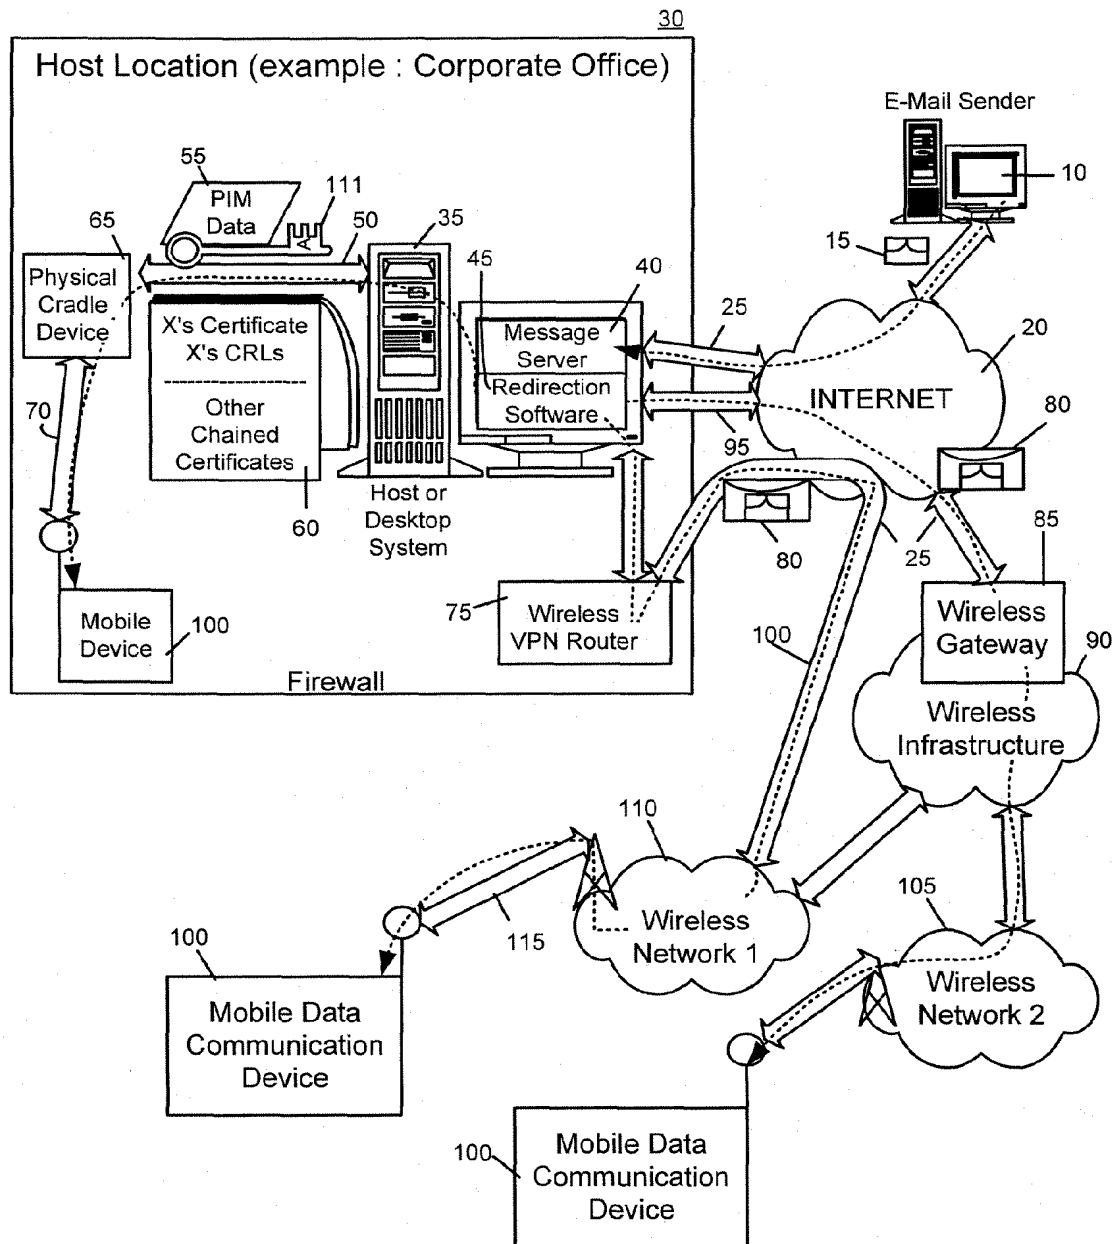 30
Host Location (example : Corporate Office)
E-Mail Sender
10
15
55
PIM
Data
111
65
50
35
45
40
25
20
Physical
Cradle
Device
X's Certificate
X's CRLs
Other
Chained
Certificates
60
Message
Server
Redirection
Software
INTERNET
80
95
70
Host or
Desktop
System
80
25
85
75
Wireless
VPN Router
Wireless
Gateway
90
Mobile
Device
100
100
Firewall
Wireless
Infrastructure
110
105
Wireless
Network 1
115
Wireless
Network 2
100
Mobile Data
Communication
Device
100
Mobile Data
Communication
Device